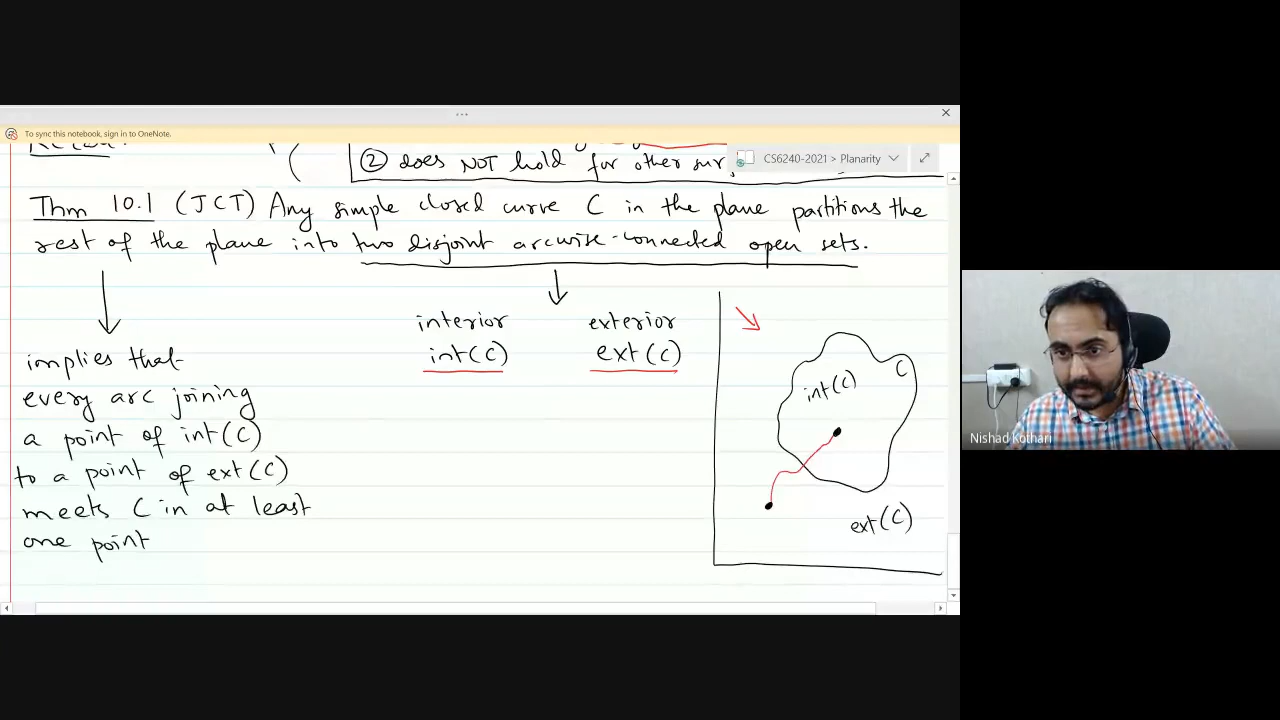 To sync this notebook, sign in to OneNote.
② does NOT hold for other sur
CS6240-2021 > Planarity
Thm 10.1 (JCT) Any simple closed curve C in the plane partitions the
rest of the plane into two disjoint arcwise-connected open sets.
interior exterior
int(C) ext(C)
implies that
every arc joining
a point of int(C)
to a point of ext(C)
meets C in at least
one point
C
int(C)
ext(C)
Nishad Kothari